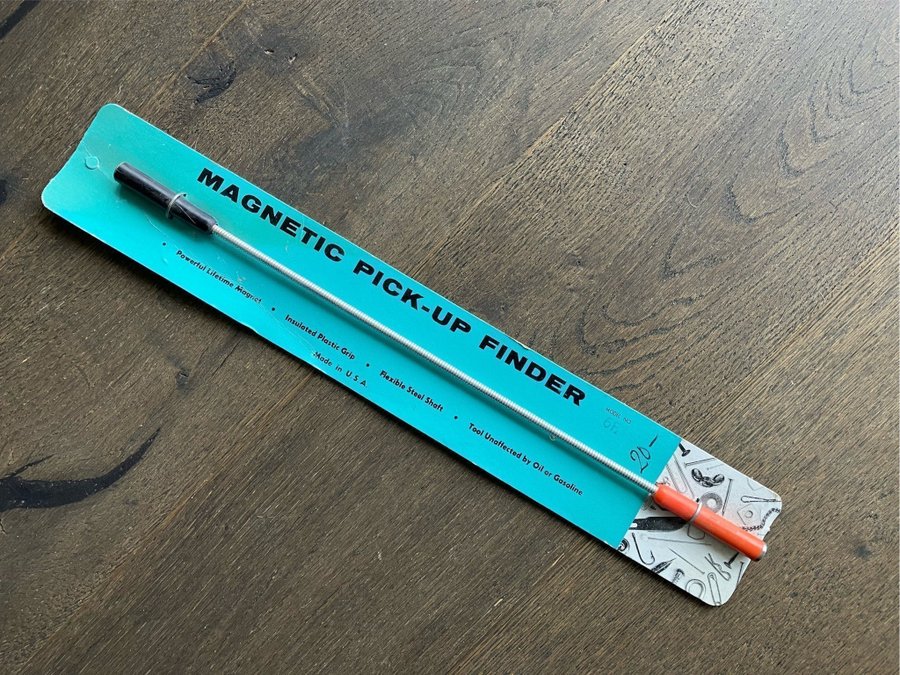 MAGNETIC PICK-UP FINDER
MODEL NO.
20-
• Powerful Lifetime Magnet • Insulated Plastic Grip • Flexible Steel Shaft • Tool Unaffected by Oil or Gasoline
Made in U.S.A.